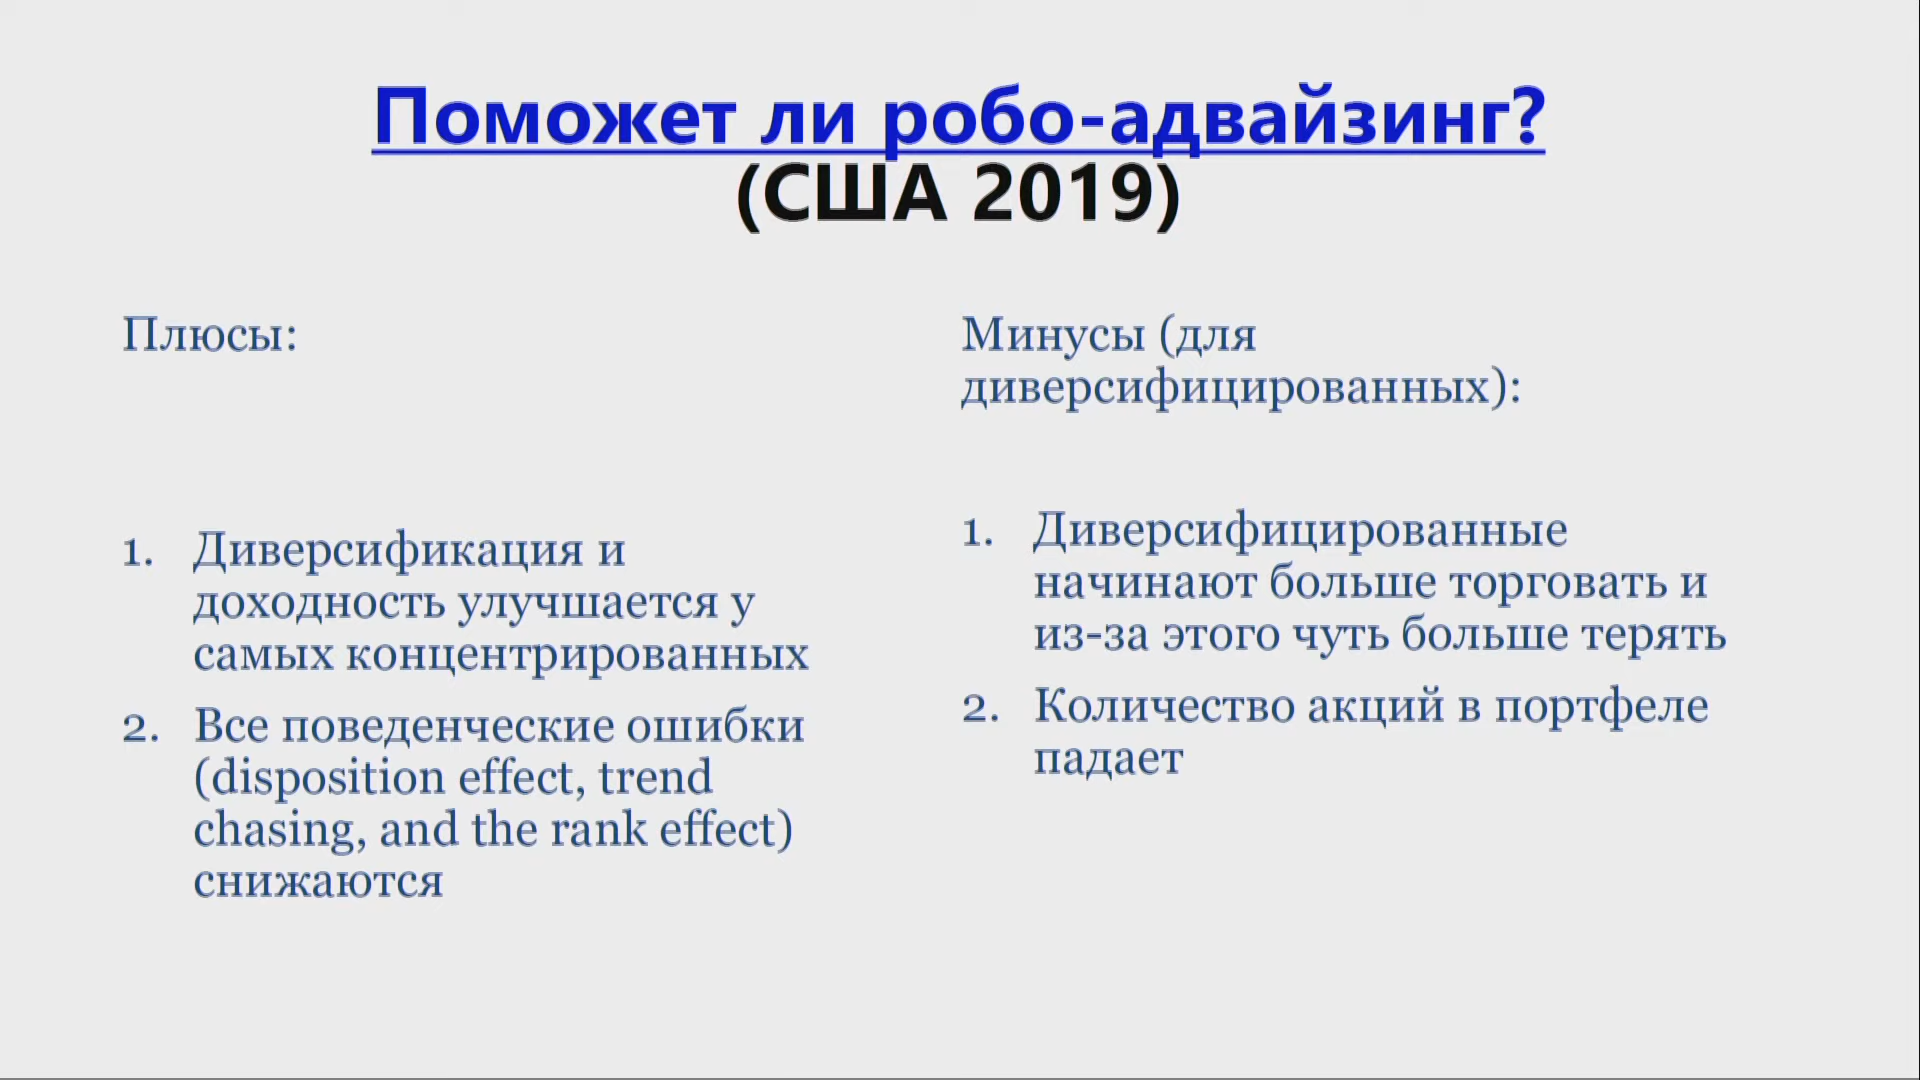 Поможет ли робо-адвайзинг?
(США 2019)
Плюсы:
1. Диверсификация и
доходность улучшается у
самых концентрированных
2. Все поведенческие ошибки
(disposition effect, trend
chasing, and the rank effect)
снижаются
Минусы (для
диверсифицированных):
1. Диверсифицированные
начинают больше торговать и
из-за этого чуть больше терять
2. Количество акций в портфеле
падает